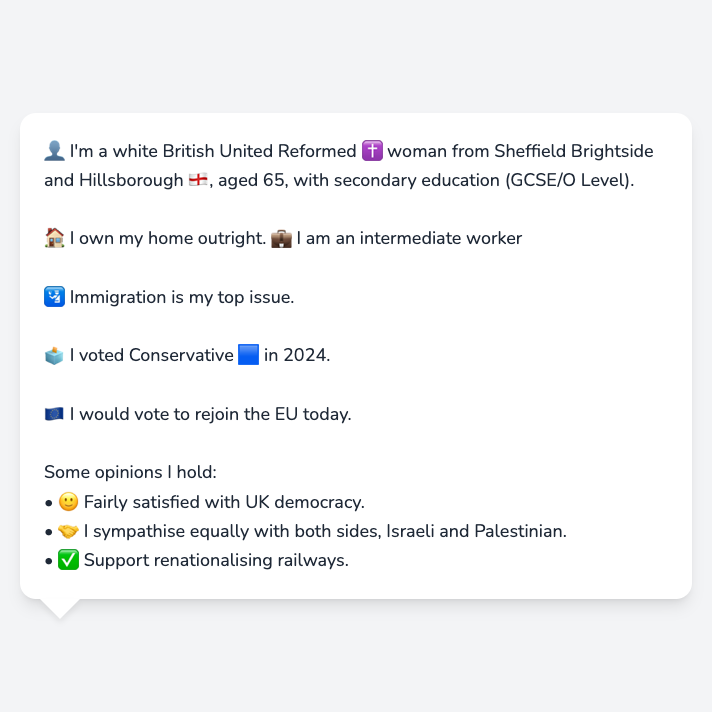 👤 I'm a white British United Reformed ✝️ woman from Sheffield Brightside
and Hillsborough 🏴󠁧󠁢󠁥󠁮󠁧󠁿, aged 65, with secondary education (GCSE/O Level).
🏠 I own my home outright. 💼 I am an intermediate worker
🛂 Immigration is my top issue.
🗳️ I voted Conservative 🟦 in 2024.
🇪🇺 I would vote to rejoin the EU today.
Some opinions I hold:
• 🙂 Fairly satisfied with UK democracy.
• 🤝 I sympathise equally with both sides, Israeli and Palestinian.
• ✅ Support renationalising railways.